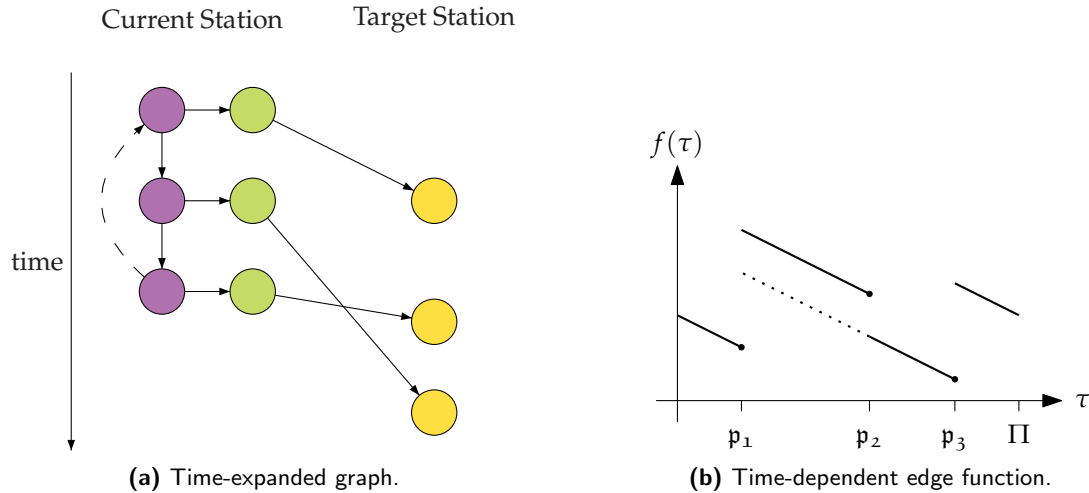 Current Station
Target Station
time
(a) Time-expanded graph.
f(τ)
τ
𝔭₁
𝔭₂
𝔭₃
Π
(b) Time-dependent edge function.